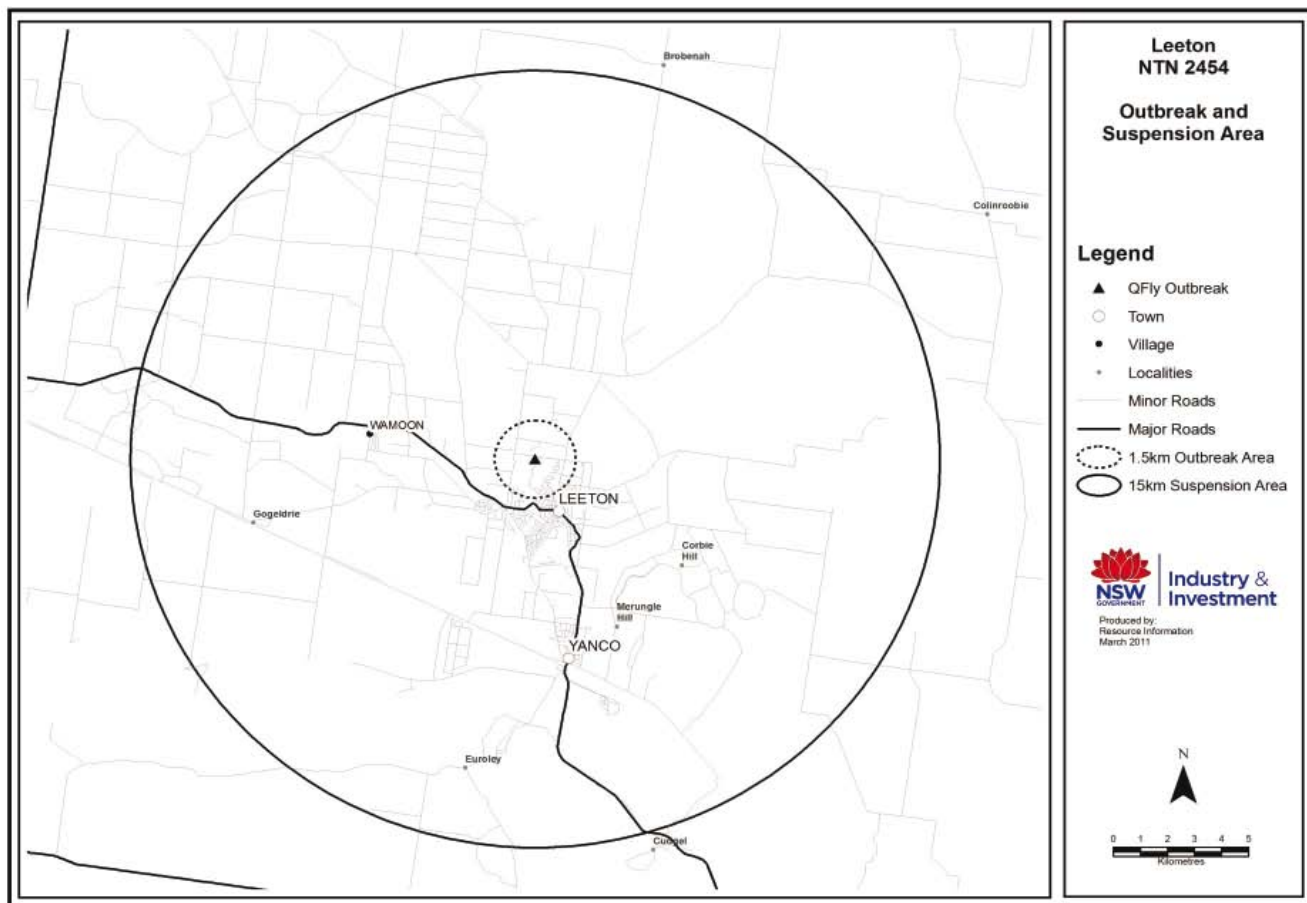 Brobenah
Colinroobie
WAMOON
LEETON
Gogeldrie
Corbie
Hill
Merungle
Hill
YANCO
Euroley
Cudgel
Leeton
NTN 2454
Outbreak and
Suspension Area
Legend
QFly Outbreak
Town
Village
Localities
Minor Roads
Major Roads
1.5km Outbreak Area
15km Suspension Area
NSW
GOVERNMENT
Industry &
Investment
Produced by:
Resource Information
March 2011
N
0 1 2 3 4 5
Kilometres